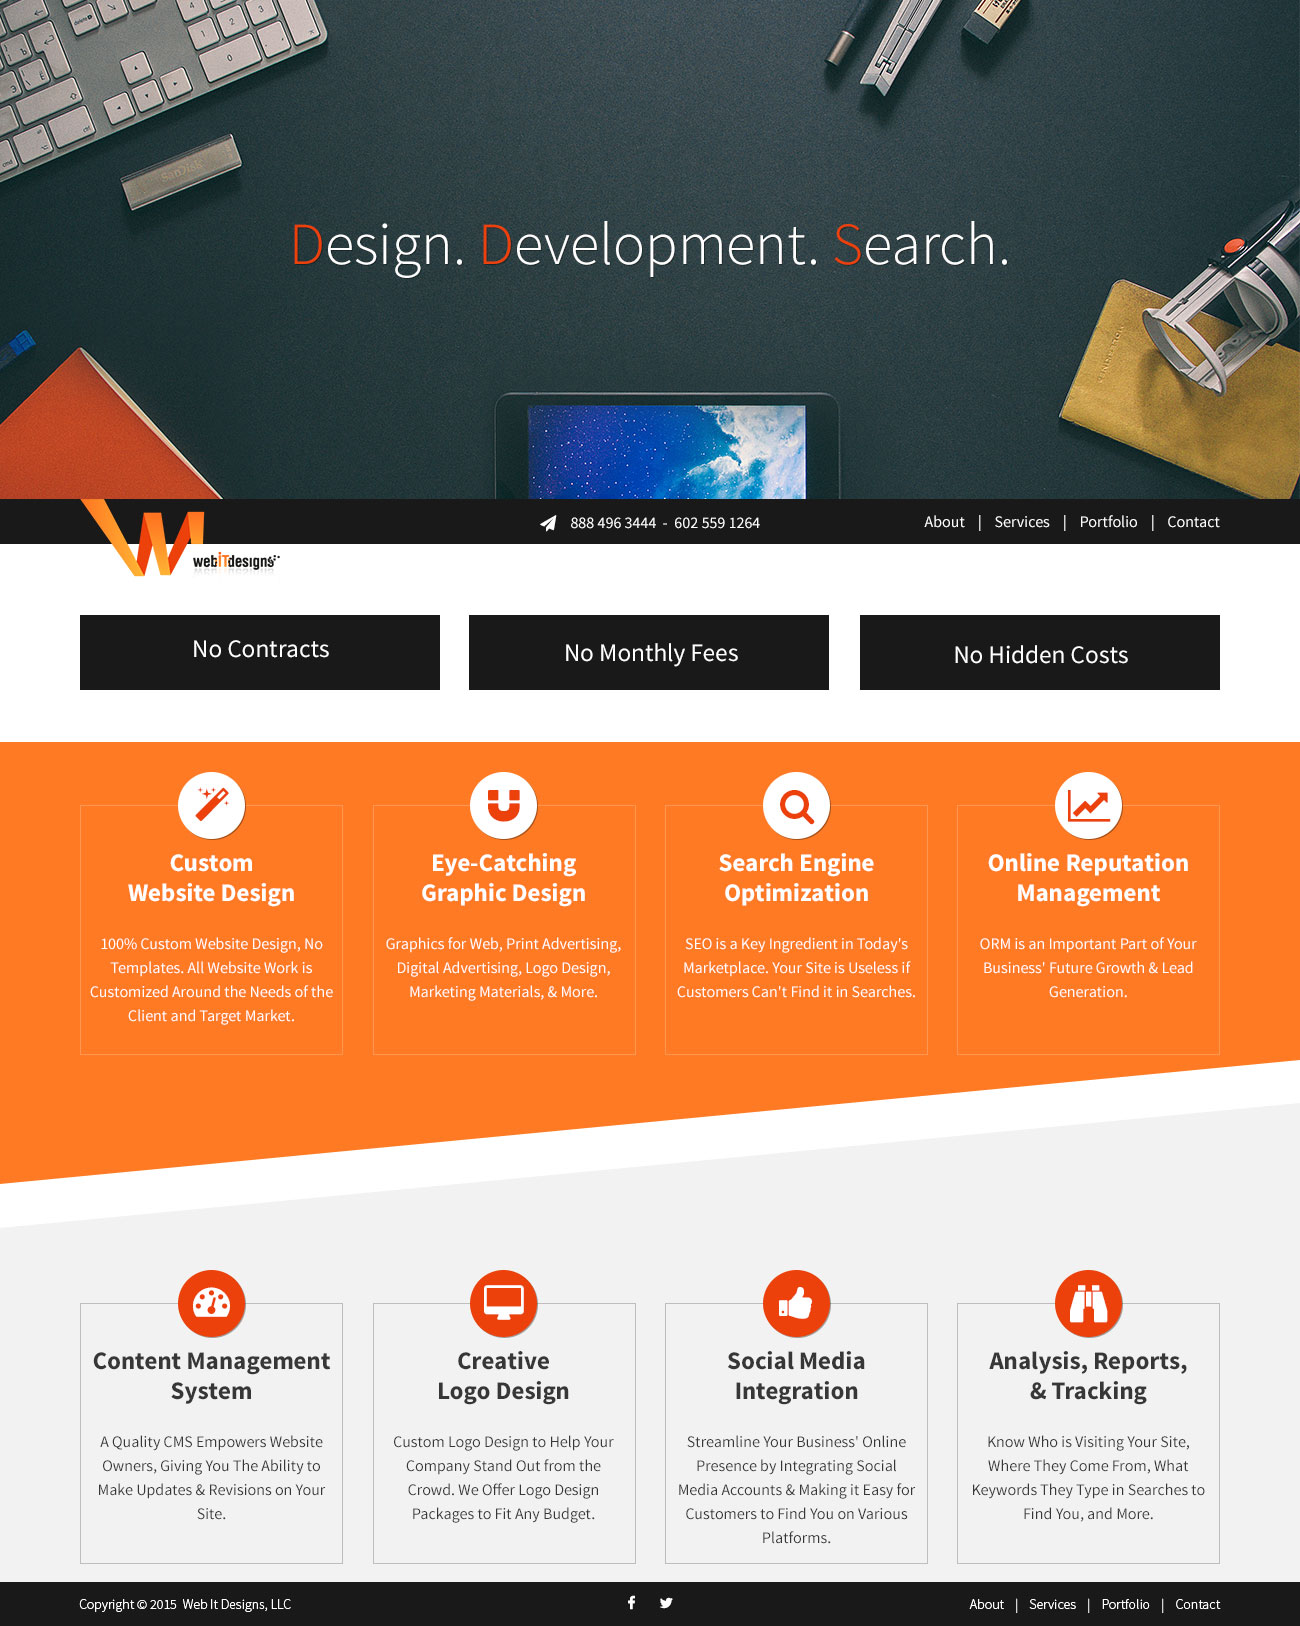 delete
1
2
3
0
ctrl
SanDisk
Design. Development. Search.
888 496 3444 - 602 559 1264
About | Services | Portfolio | Contact
webITdesigns
No Contracts
No Monthly Fees
No Hidden Costs
Custom
Website Design
100% Custom Website Design, No
Templates. All Website Work is
Customized Around the Needs of the
Client and Target Market.
Eye-Catching
Graphic Design
Graphics for Web, Print Advertising,
Digital Advertising, Logo Design,
Marketing Materials, & More.
Search Engine
Optimization
SEO is a Key Ingredient in Today's
Marketplace. Your Site is Useless if
Customers Can't Find it in Searches.
Online Reputation
Management
ORM is an Important Part of Your
Business' Future Growth & Lead
Generation.
Content Management
System
A Quality CMS Empowers Website
Owners, Giving You The Ability to
Make Updates & Revisions on Your
Site.
Creative
Logo Design
Custom Logo Design to Help Your
Company Stand Out from the
Crowd. We Offer Logo Design
Packages to Fit Any Budget.
Social Media
Integration
Streamline Your Business' Online
Presence by Integrating Social
Media Accounts & Making it Easy for
Customers to Find You on Various
Platforms.
Analysis, Reports,
& Tracking
Know Who is Visiting Your Site,
Where They Come From, What
Keywords They Type in Searches to
Find You, and More.
Copyright © 2015 Web It Designs, LLC
About | Services | Portfolio | Contact